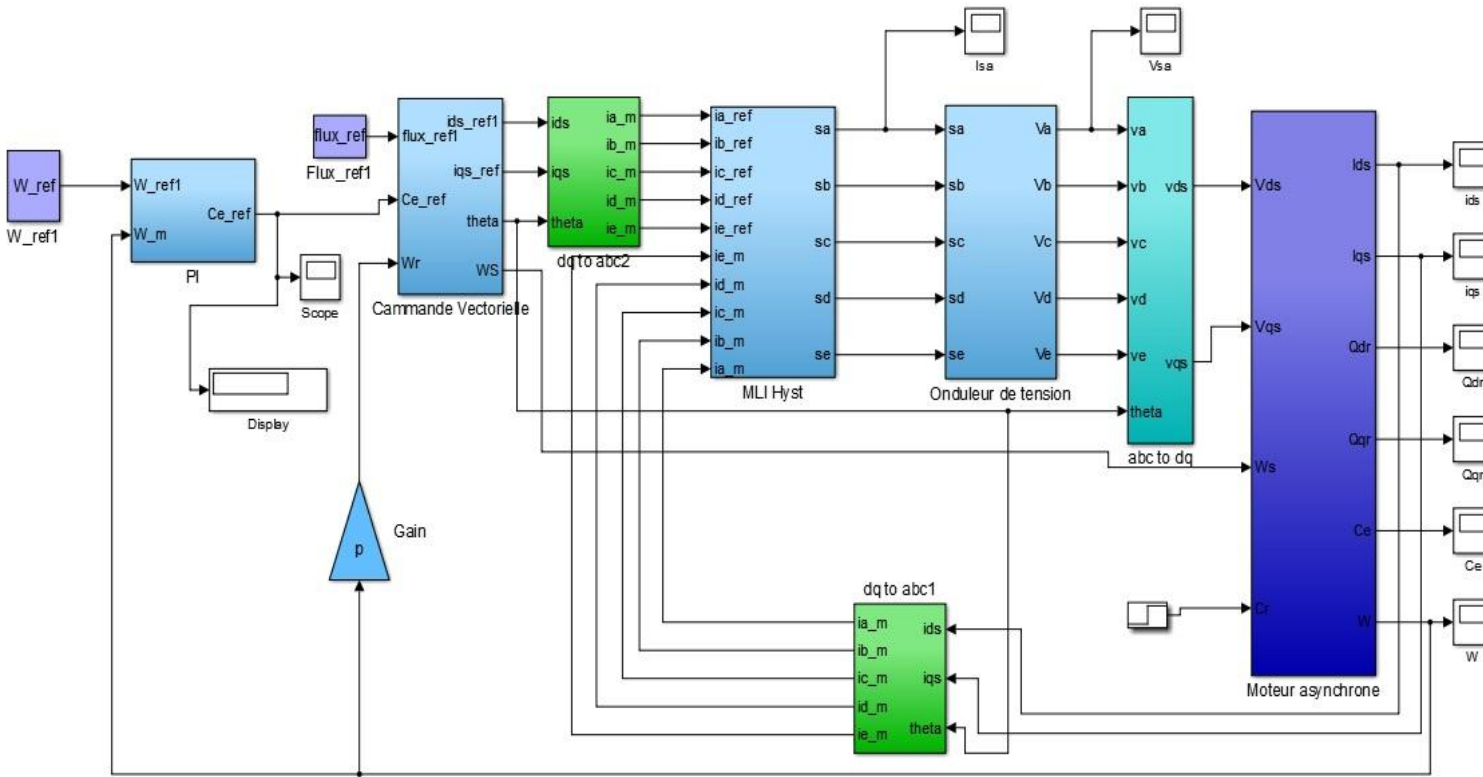 W_ref
W_ref1
W_ref1
W_m
Ce_ref
PI
Scope
Display
flux_ref
Flux_ref1
flux_ref1
Ce_ref
Wr
ids_ref1
iqs_ref
theta
WS
Cammande Vectorielle
ids
iqs
theta
ia_m
ib_m
ic_m
id_m
ie_m
dq to abc2
ia_ref
ib_ref
ic_ref
id_ref
ie_ref
ie_m
id_m
ic_m
ib_m
ia_m
sa
sb
sc
sd
se
MLI Hyst
Isa
sa
sb
sc
sd
se
Va
Vb
Vc
Vd
Ve
Onduleur de tension
Vsa
va
vb
vc
vd
ve
theta
vds
vqs
abc to dq
Vds
Vqs
Ws
Cr
Ids
Iqs
Qdr
Qqr
Ce
W
Moteur asynchrone
ids
iqs
Qdr
Qqr
Ce
W
p
Gain
dq to abc1
ia_m
ib_m
ic_m
id_m
ie_m
ids
iqs
theta